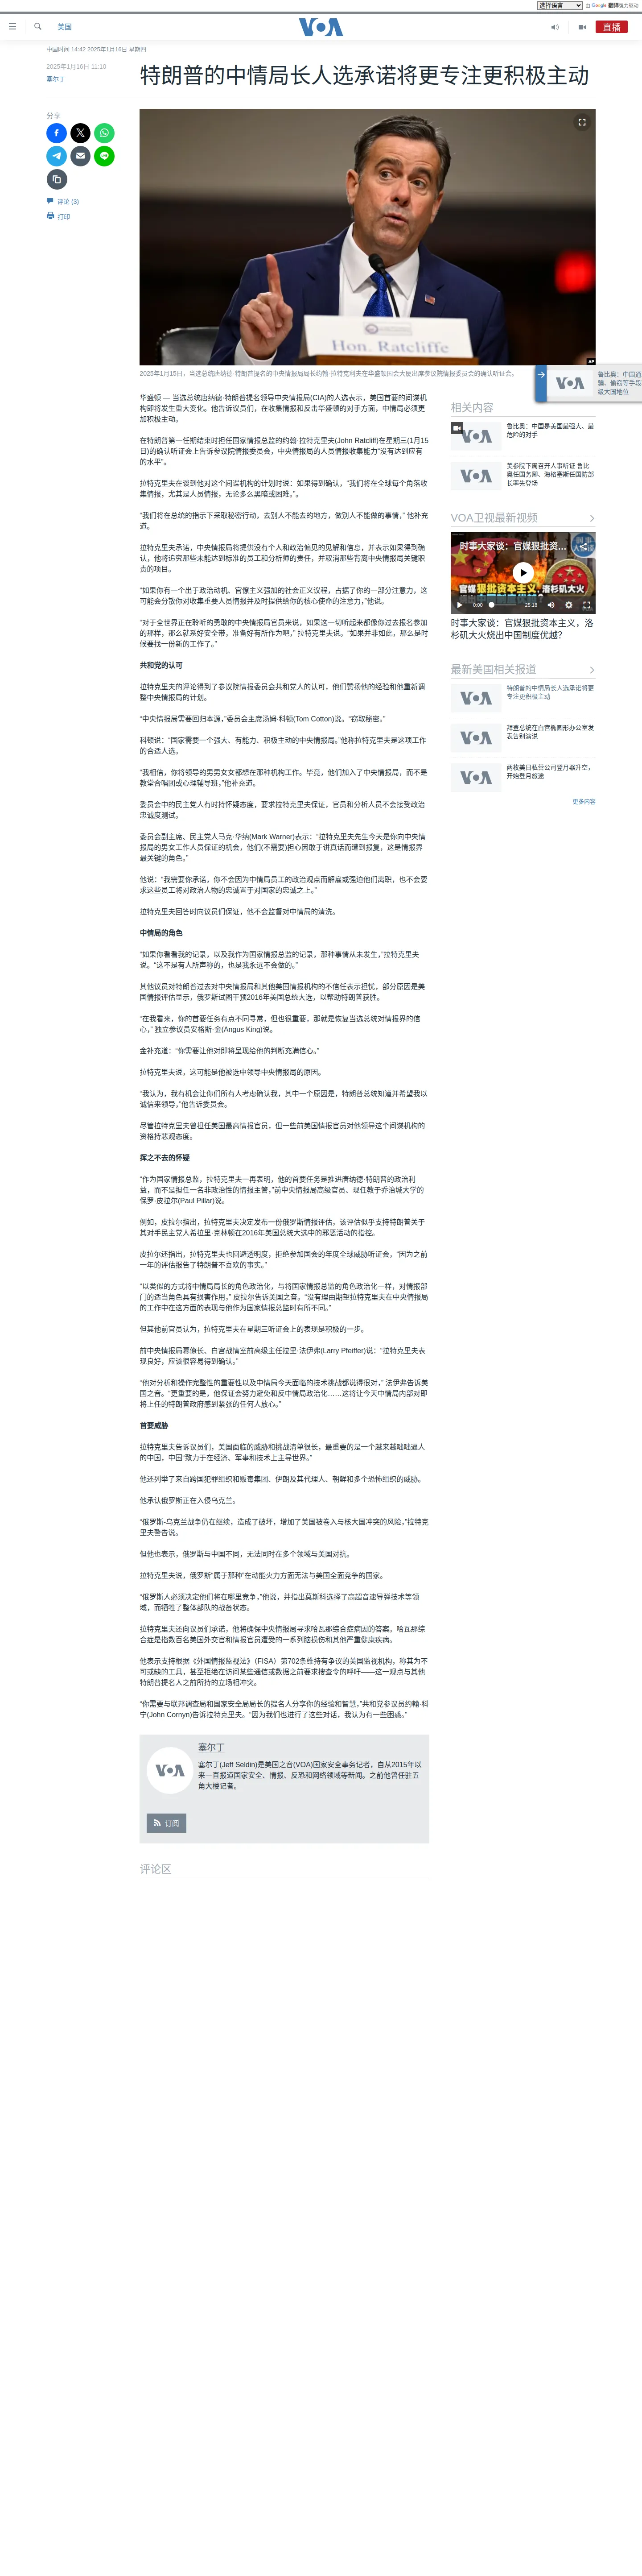 选择语言
由 Google 翻译强力驱动
美国
VOA
直播
中国时间 14:42 2025年1月16日 星期四
2025年1月16日 11:10
塞尔丁
特朗普的中情局长人选承诺将更专注更积极主动
分享
评论 (3)
打印
Hon. Ratcliffe
AP
2025年1月15日，当选总统唐纳德·特朗普提名的中央情报局局长约翰·拉特克利夫在华盛顿国会大厦出席参议院情报委员会的确认听证会。
华盛顿 — 当选总统唐纳德·特朗普提名领导中央情报局(CIA)的人选表示，美国首要的间谍机
构即将发生重大变化。他告诉议员们，在收集情报和反击华盛顿的对手方面，中情局必须更
加积极主动。
在特朗普第一任期结束时担任国家情报总监的约翰·拉特克里夫(John Ratcliff)在星期三(1月15
日)的确认听证会上告诉参议院情报委员会，中央情报局的人员情报收集能力“没有达到应有
的水平”。
拉特克里夫在谈到他对这个间谍机构的计划时说：如果得到确认，“我们将在全球每个角落收
集情报，尤其是人员情报，无论多么黑暗或困难。”。
“我们将在总统的指示下采取秘密行动，去别人不能去的地方，做别人不能做的事情，” 他补充
道。
拉特克里夫承诺，中央情报局将提供没有个人和政治偏见的见解和信息，并表示如果得到确
认，他将追究那些未能达到标准的员工和分析师的责任，并取消那些背离中央情报局关键职
责的项目。
“如果你有一个出于政治动机、官僚主义强加的社会正义议程，占据了你的一部分注意力，这
可能会分散你对收集重要人员情报并及时提供给你的核心使命的注意力，”他说。
“对于全世界正在聆听的勇敢的中央情报局官员来说，如果这一切听起来都像你过去报名参加
的那样，那么就系好安全带，准备好有所作为吧，” 拉特克里夫说。“如果并非如此，那么是时
候要找一份新的工作了。”
共和党的认可
拉特克里夫的评论得到了参议院情报委员会共和党人的认可，他们赞扬他的经验和他重新调
整中央情报局的计划。
“中央情报局需要回归本源，”委员会主席汤姆·科顿(Tom Cotton)说。“窃取秘密。”
科顿说：“国家需要一个强大、有能力、积极主动的中央情报局。”他称拉特克里夫是这项工作
的合适人选。
“我相信，你将领导的男男女女都想在那种机构工作。毕竟，他们加入了中央情报局，而不是
教堂合唱团或心理辅导班，”他补充道。
委员会中的民主党人有时持怀疑态度，要求拉特克里夫保证，官员和分析人员不会接受政治
忠诚度测试。
委员会副主席、民主党人马克·华纳(Mark Warner)表示：“拉特克里夫先生今天是你向中央情
报局的男女工作人员保证的机会，他们(不需要)担心因敢于讲真话而遭到报复，这是情报界
最关键的角色。”
他说：“我需要你承诺，你不会因为中情局员工的政治观点而解雇或强迫他们离职，也不会要
求这些员工将对政治人物的忠诚置于对国家的忠诚之上。”
拉特克里夫回答时向议员们保证，他不会监督对中情局的清洗。
中情局的角色
“如果你看看我的记录，以及我作为国家情报总监的记录，那种事情从未发生，”拉特克里夫
说。“这不是有人所声称的，也是我永远不会做的。”
其他议员对特朗普过去对中央情报局和其他美国情报机构的不信任表示担忧，部分原因是美
国情报评估显示，俄罗斯试图干预2016年美国总统大选，以帮助特朗普获胜。
“在我看来，你的首要任务有点不同寻常，但也很重要，那就是恢复当选总统对情报界的信
心，” 独立参议员安格斯·金(Angus King)说。
金补充道：“你需要让他对即将呈现给他的判断充满信心。”
拉特克里夫说，这可能是他被选中领导中央情报局的原因。
“我认为，我有机会让你们所有人考虑确认我，其中一个原因是，特朗普总统知道并希望我以
诚信来领导，”他告诉委员会。
尽管拉特克里夫曾担任美国最高情报官员，但一些前美国情报官员对他领导这个间谍机构的
资格持悲观态度。
挥之不去的怀疑
“作为国家情报总监，拉特克里夫一再表明，他的首要任务是推进唐纳德·特朗普的政治利
益，而不是担任一名非政治性的情报主管，”前中央情报局高级官员、现任教于乔治城大学的
保罗·皮拉尔(Paul Pillar)说。
例如，皮拉尔指出，拉特克里夫决定发布一份俄罗斯情报评估，该评估似乎支持特朗普关于
其对手民主党人希拉里·克林顿在2016年美国总统大选中的邪恶活动的指控。
皮拉尔还指出，拉特克里夫也回避透明度，拒绝参加国会的年度全球威胁听证会，“因为之前
一年的评估报告了特朗普不喜欢的事实。”
“以类似的方式将中情局局长的角色政治化，与将国家情报总监的角色政治化一样，对情报部
门的适当角色具有损害作用，” 皮拉尔告诉美国之音。“没有理由期望拉特克里夫在中央情报局
的工作中在这方面的表现与他作为国家情报总监时有所不同。”
但其他前官员认为，拉特克里夫在星期三听证会上的表现是积极的一步。
前中央情报局幕僚长、白宫战情室前高级主任拉里·法伊弗(Larry Pfeiffer)说：“拉特克里夫表
现良好，应该很容易得到确认。”
“他对分析和操作完整性的重要性以及中情局今天面临的技术挑战都说得很对，” 法伊弗告诉美
国之音。“更重要的是，他保证会努力避免和反中情局政治化……这将让今天中情局内部对即
将上任的特朗普政府感到紧张的任何人放心。”
首要威胁
拉特克里夫告诉议员们，美国面临的威胁和挑战清单很长，最重要的是一个越来越咄咄逼人
的中国，中国“致力于在经济、军事和技术上主导世界。”
他还列举了来自跨国犯罪组织和贩毒集团、伊朗及其代理人、朝鲜和多个恐怖组织的威胁。
他承认俄罗斯正在入侵乌克兰。
“俄罗斯-乌克兰战争仍在继续，造成了破坏，增加了美国被卷入与核大国冲突的风险，”拉特克
里夫警告说。
但他也表示，俄罗斯与中国不同，无法同时在多个领域与美国对抗。
拉特克里夫说，俄罗斯“属于那种”在动能火力方面无法与美国全面竞争的国家。
“俄罗斯人必须决定他们将在哪里竞争，”他说，并指出莫斯科选择了高超音速导弹技术等领
域，而牺牲了整体部队的战备状态。
拉特克里夫还向议员们承诺，他将确保中央情报局寻求哈瓦那综合症病因的答案。哈瓦那综
合症是指数百名美国外交官和情报官员遭受的一系列脑损伤和其他严重健康疾病。
他表示支持根据《外国情报监视法》（FISA）第702条维持有争议的美国监视机构，称其为不
可或缺的工具，甚至拒绝在访问某些通信或数据之前要求搜查令的呼吁——这一观点与其他
特朗普提名人之前所持的立场相冲突。
“你需要与联邦调查局和国家安全局局长的提名人分享你的经验和智慧，”共和党参议员约翰·科
宁(John Cornyn)告诉拉特克里夫。“因为我们也进行了这些对话，我认为有一些困惑。”
塞尔丁
VOA
塞尔丁(Jeff Seldin)是美国之音(VOA)国家安全事务记者，自从2015年以
来一直报道国家安全、情报、反恐和网络领域等新闻。之前他曾任驻五
角大楼记者。
订阅
评论区
VOA
鲁比奥：中国通
骗、偷窃等手段
级大国地位
相关内容
VOA
鲁比奥：中国是美国最强大、最
危险的对手
VOA
美参院下周召开人事听证 鲁比
奥任国务卿、海格塞斯任国防部
长率先登场
VOA卫视最新视频
时事大家谈：官媒狠批资…
官媒狠批资本主义，洛杉矶大火
0:00
25:18
时事大家谈：官媒狠批资本主义，洛
杉矶大火烧出中国制度优越？
最新美国相关报道
VOA
特朗普的中情局长人选承诺将更
专注更积极主动
VOA
拜登总统在白宫椭圆形办公室发
表告别演说
VOA
两枚美日私营公司登月器升空，
开始登月旅途
更多内容